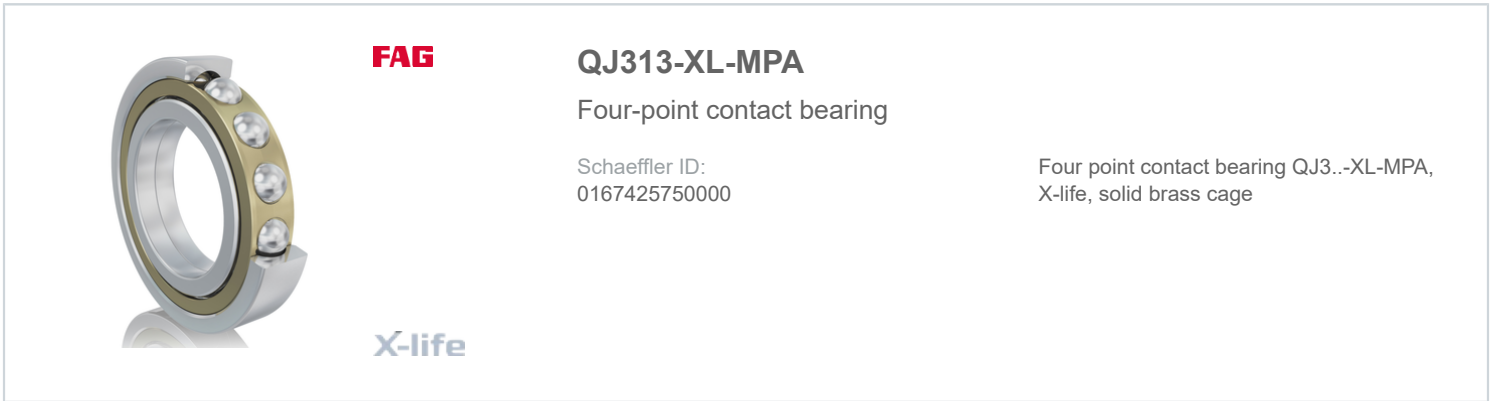 FAG
QJ313-XL-MPA
Four-point contact bearing
Schaeffler ID:
0167425750000
Four point contact bearing QJ3..-XL-MPA,
X-life, solid brass cage
X-life